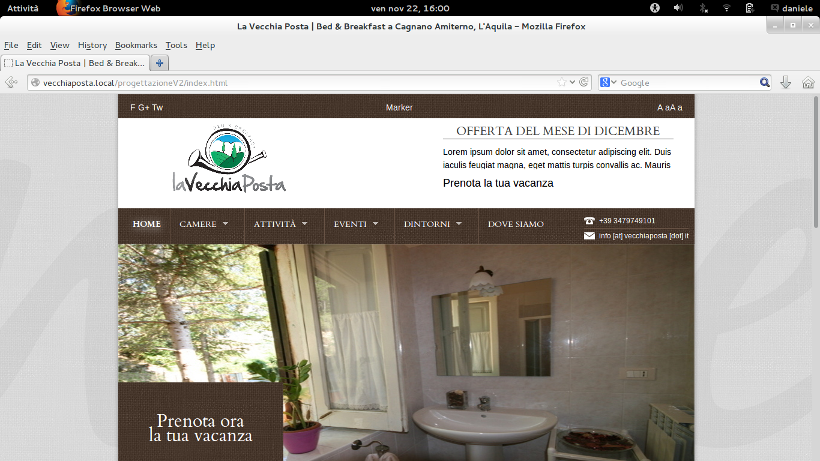 Attività
Firefox Browser Web
ven nov 22, 16:00
daniele
La Vecchia Posta | Bed & Breakfast a Cagnano Amiterno, L'Aquila - Mozilla Firefox
File Edit View History Bookmarks Tools Help
La Vecchia Posta | Bed & Break...
vecchiaposta.local/progettazioneV2/index.html
Google
F G+ Tw
Marker
A aA a
laVecchiaPosta
OFFERTA DEL MESE DI DICEMBRE
Lorem ipsum dolor sit amet, consectetur adipiscing elit. Duis
iaculis feugiat magna, eget mattis turpis convallis ac. Mauris
Prenota la tua vacanza
HOME CAMERE ATTIVITÀ EVENTI DINTORNI DOVE SIAMO
+39 3479749101
info [at] vecchiaposta [dot] it
Prenota ora
la tua vacanza